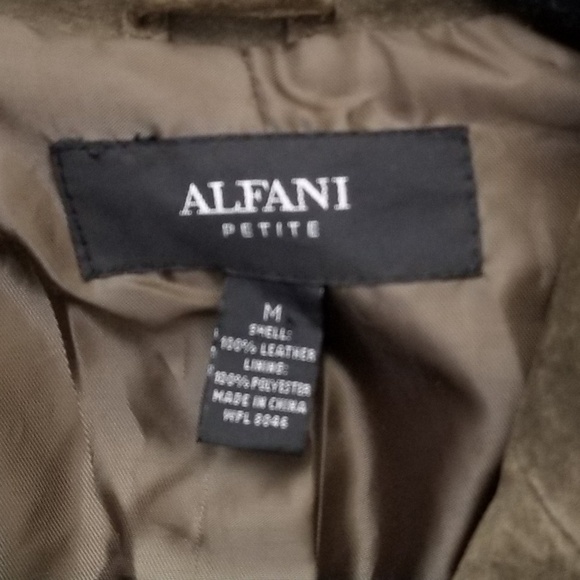 ALFANI
PETITE
M
SHELL:
100% LEATHER
LINING:
100% POLYESTER
MADE IN CHINA
WPL 8046